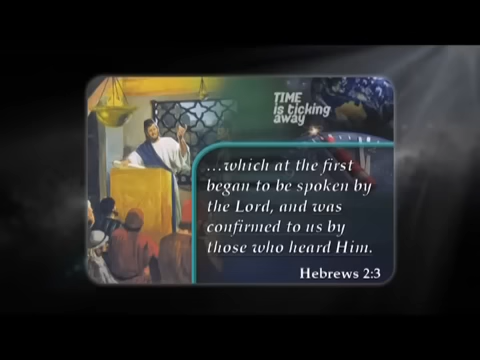 TIME
is ticking
away
...which at the first
began to be spoken by
the Lord, and was
confirmed to us by
those who heard Him.
Hebrews 2:3